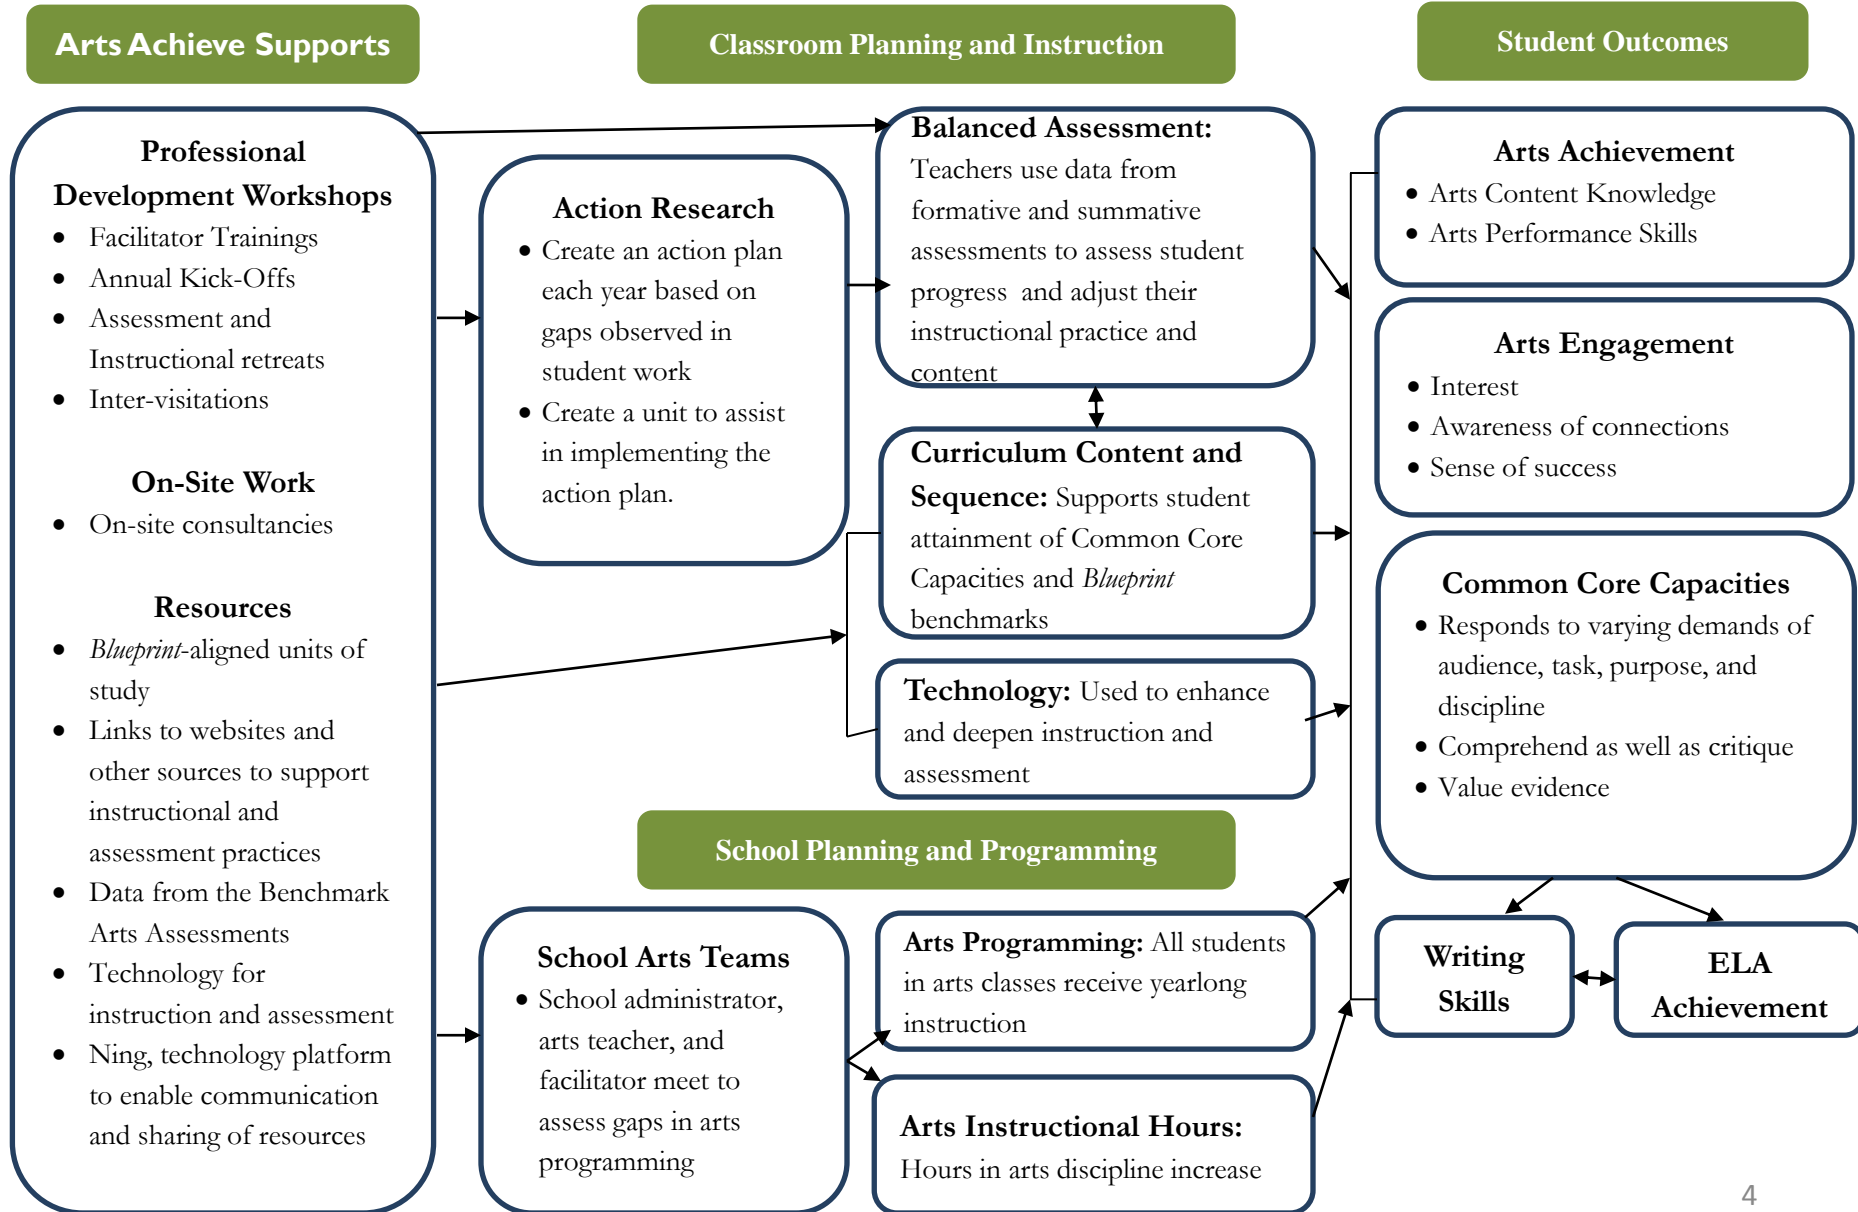 Arts Achieve Supports
Professional
Development Workshops
• Facilitator Trainings
• Annual Kick-Offs
• Assessment and
Instructional retreats
• Inter-visitations
On-Site Work
• On-site consultancies
Resources
• Blueprint-aligned units of
study
• Links to websites and
other sources to support
instructional and
assessment practices
• Data from the Benchmark
Arts Assessments
• Technology for
instruction and assessment
• Ning, technology platform
to enable communication
and sharing of resources
Classroom Planning and Instruction
Action Research
• Create an action plan
each year based on
gaps observed in
student work
• Create a unit to assist
in implementing the
action plan.
Balanced Assessment:
Teachers use data from
formative and summative
assessments to assess student
progress and adjust their
instructional practice and
content
Curriculum Content and
Sequence: Supports student
attainment of Common Core
Capacities and Blueprint
benchmarks
Technology: Used to enhance
and deepen instruction and
assessment
School Planning and Programming
School Arts Teams
• School administrator,
arts teacher, and
facilitator meet to
assess gaps in arts
programming
Arts Programming: All students
in arts classes receive yearlong
instruction
Arts Instructional Hours:
Hours in arts discipline increase
Student Outcomes
Arts Achievement
• Arts Content Knowledge
• Arts Performance Skills
Arts Engagement
• Interest
• Awareness of connections
• Sense of success
Common Core Capacities
• Responds to varying demands of
audience, task, purpose, and
discipline
• Comprehend as well as critique
• Value evidence
Writing
Skills
ELA
Achievement
4